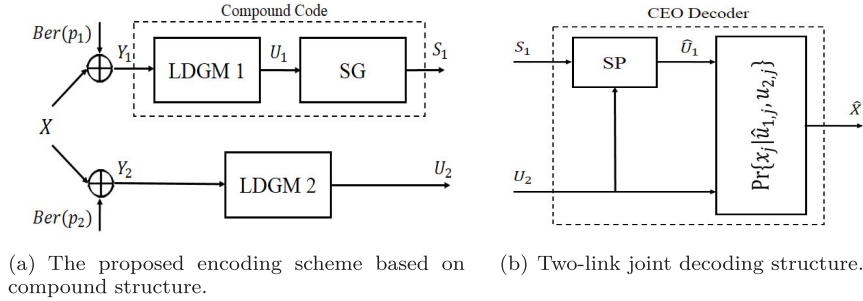 Compound Code
Ber(p₁)
Y₁
LDGM 1
U₁
SG
S₁
X
Y₂
LDGM 2
U₂
Ber(p₂)
(a) The proposed encoding scheme based on
compound structure.
CEO Decoder
S₁
SP
Û₁
Pr{xⱼ|û₁,ⱼ, u₂,ⱼ}
X̂
U₂
(b) Two-link joint decoding structure.